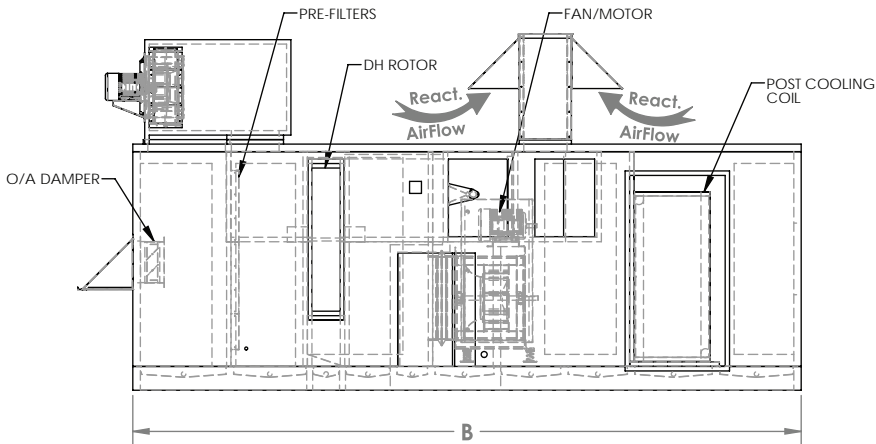 PRE-FILTERS
FAN/MOTOR
DH ROTOR
POST COOLING
COIL
React.
AirFlow
React.
AirFlow
O/A DAMPER
B